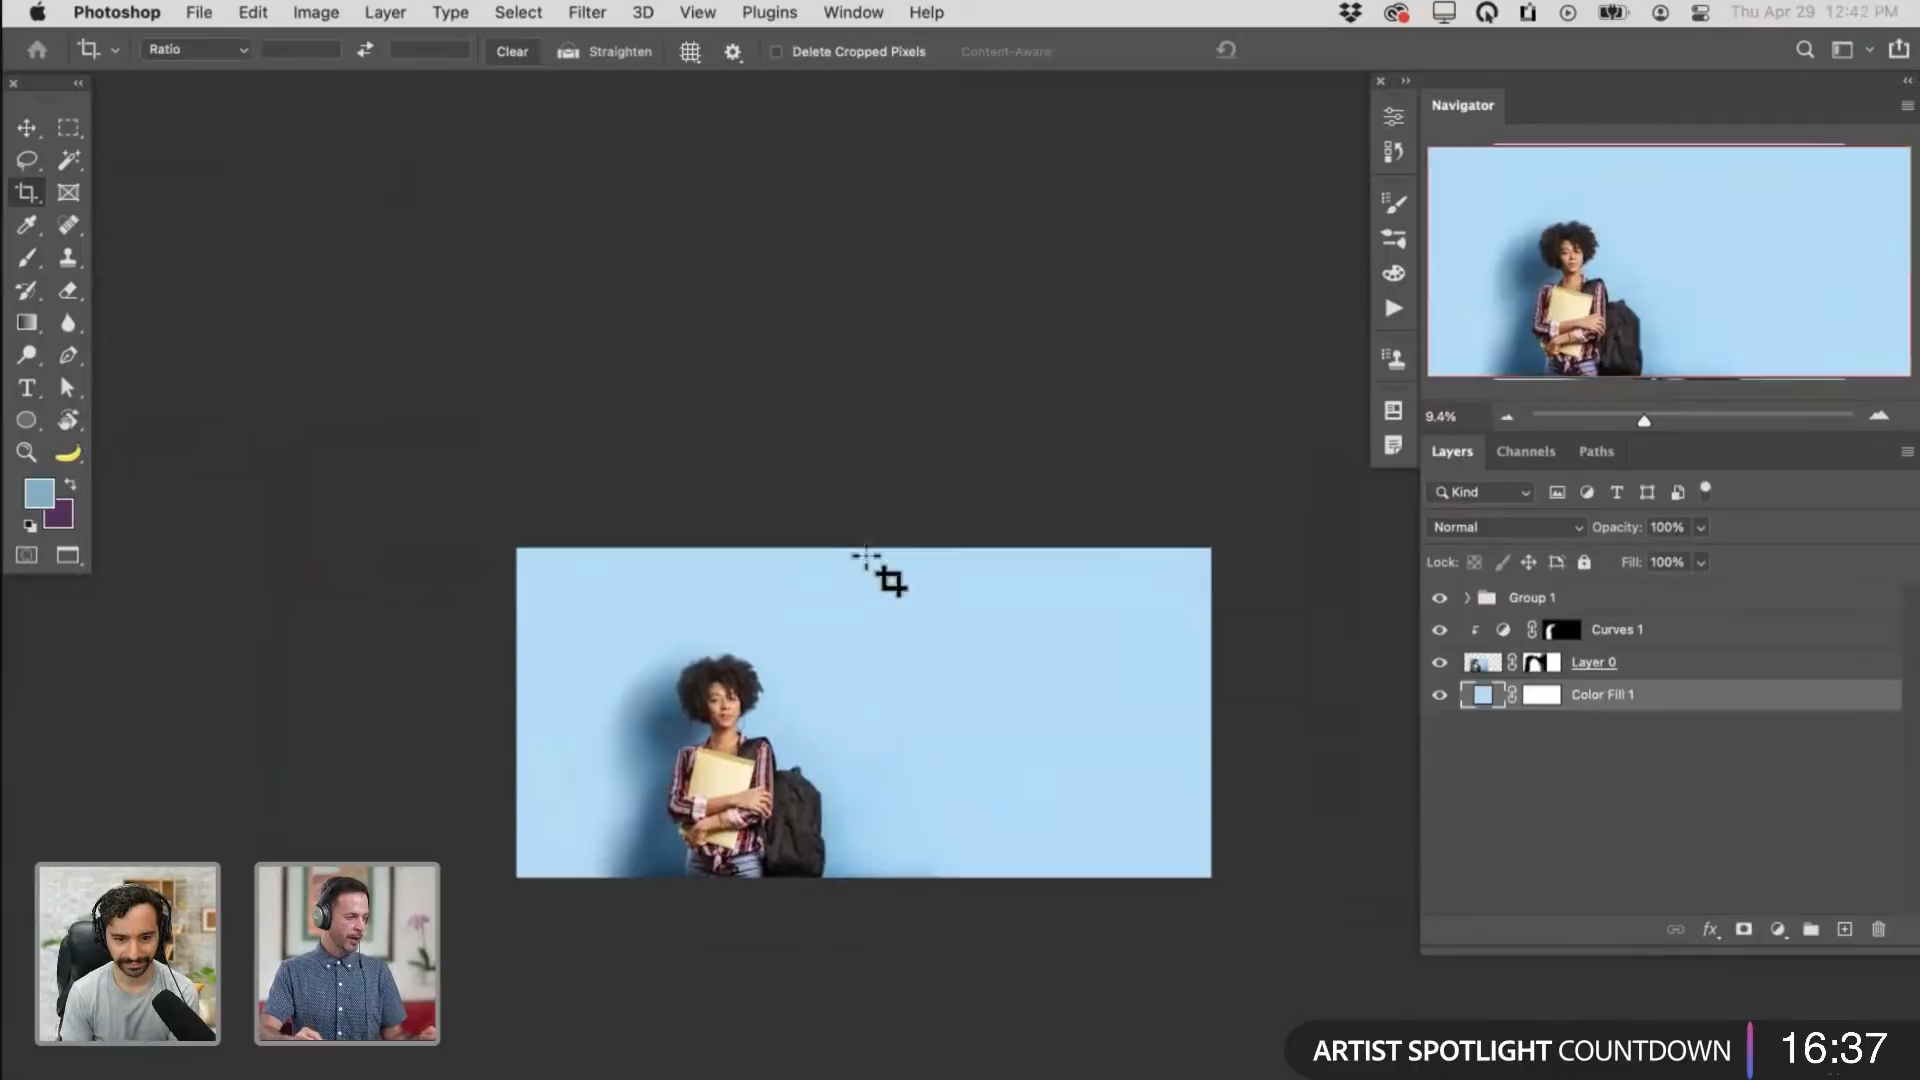 Photoshop File Edit Image Layer Type Select Filter 3D View Plugins Window Help Thu Apr 29 12:42 PM
Ratio Clear Straighten Delete Cropped Pixels Content-Aware
Navigator
9.4%
Layers Channels Paths
Kind
Normal Opacity: 100%
Lock: Fill: 100%
Group 1
Curves 1
Layer 0
Color Fill 1
fx
ARTIST SPOTLIGHT COUNTDOWN 16:37